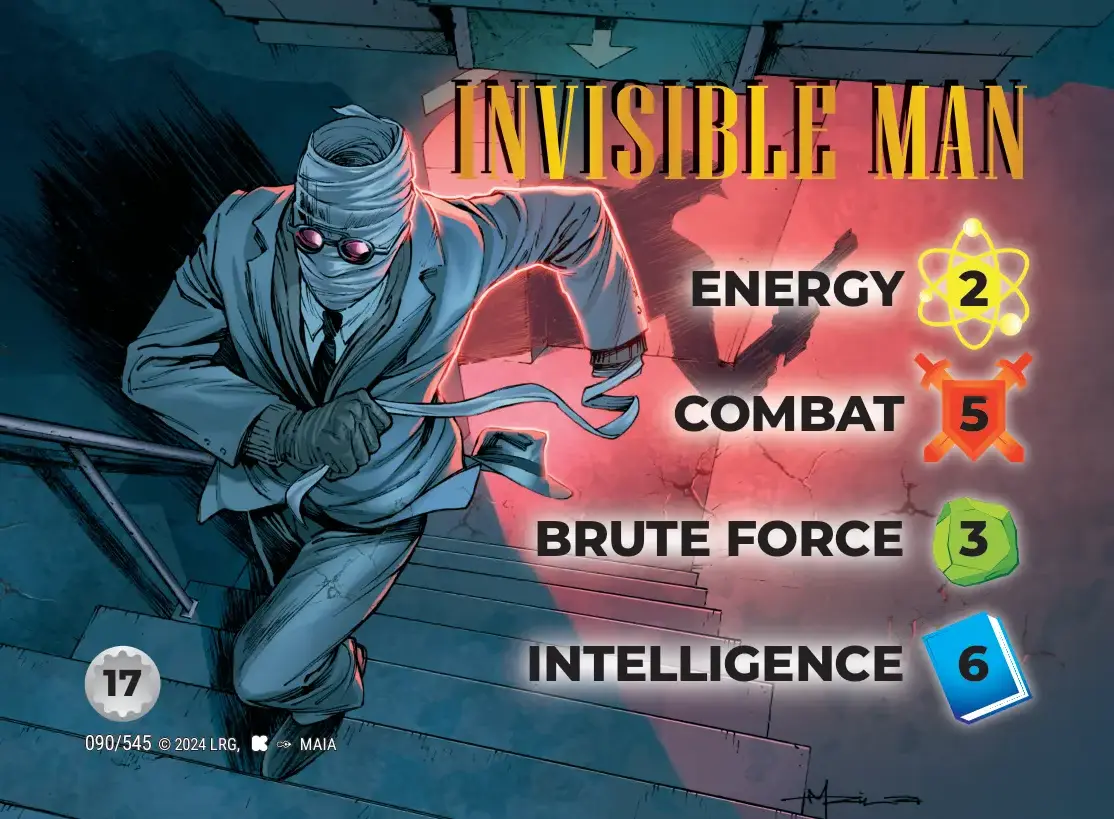 INVISIBLE MAN
ENERGY 2
COMBAT 5
BRUTE FORCE 3
INTELLIGENCE 6
17
090/545 © 2024 LRG, MAIA